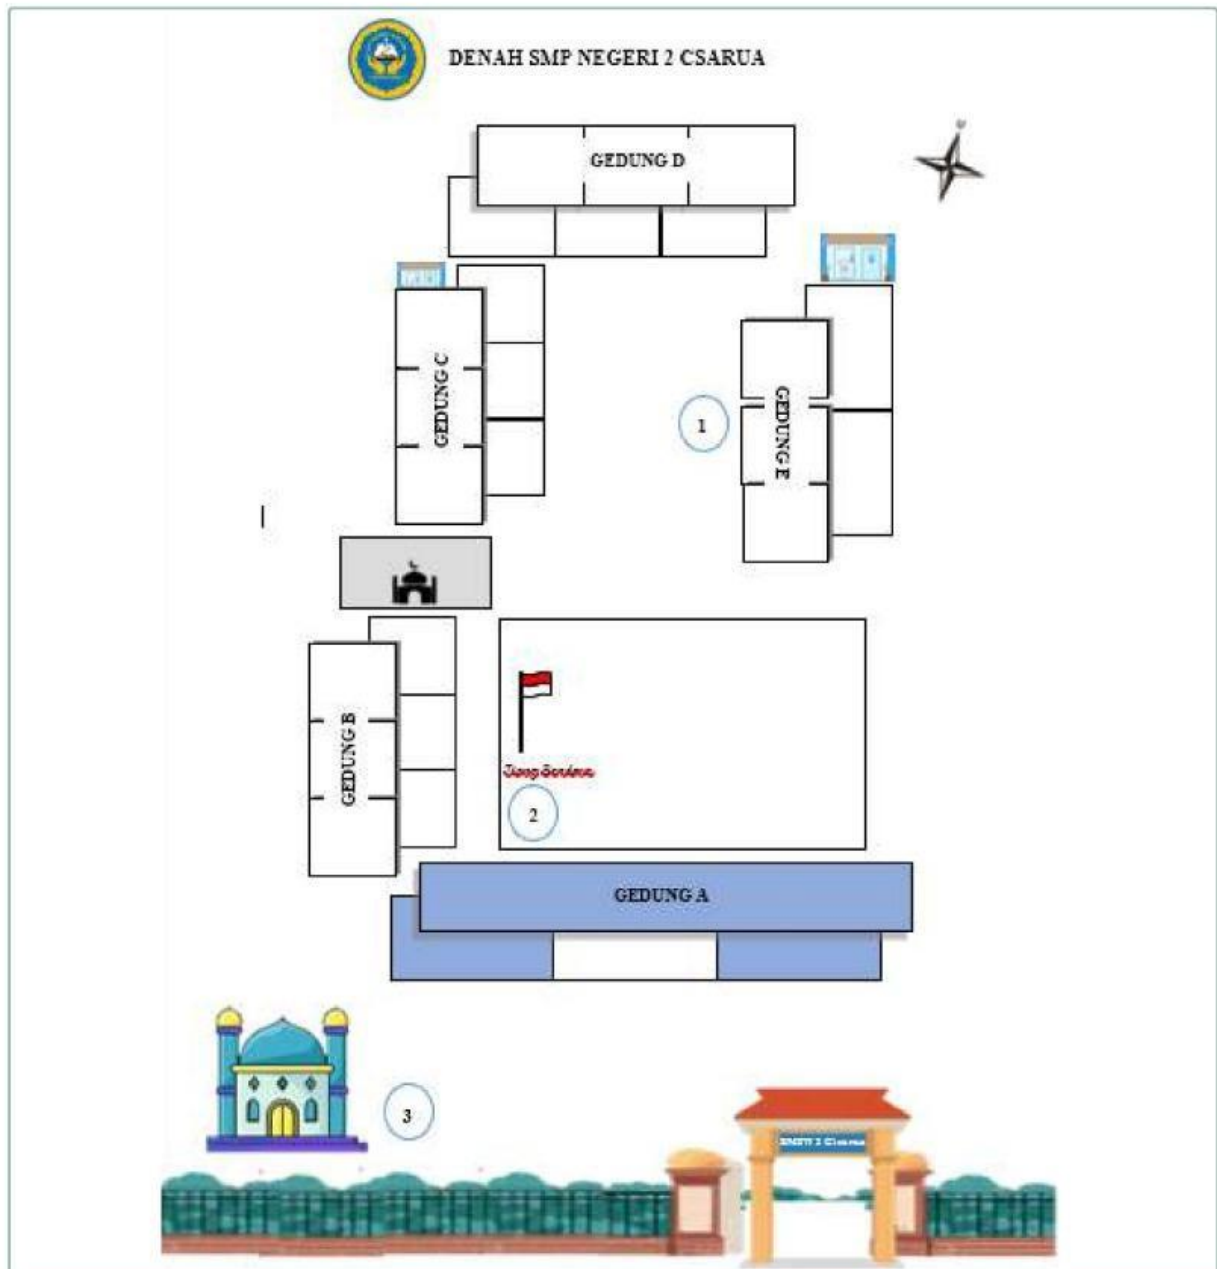 DENAH SMP NEGERI 2 CSARUA
GEDUNG D
GEDUNG C
1
GEDUNG E
GEDUNG B
2
GEDUNG A
3